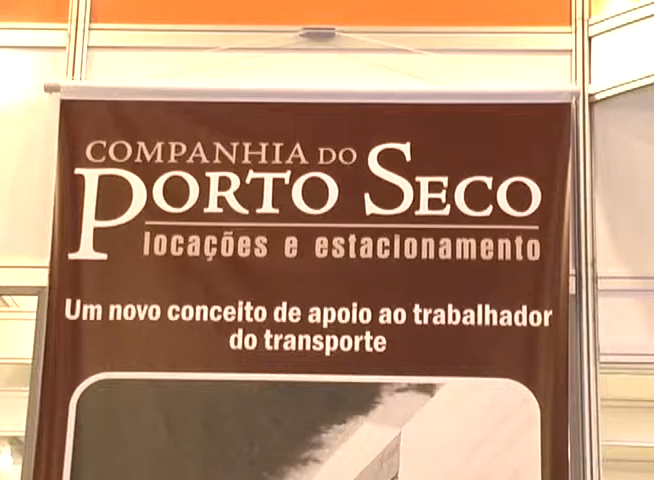 COMPANHIA DO
PORTO SECO
locações e estacionamento
Um novo conceito de apoio ao trabalhador
do transporte